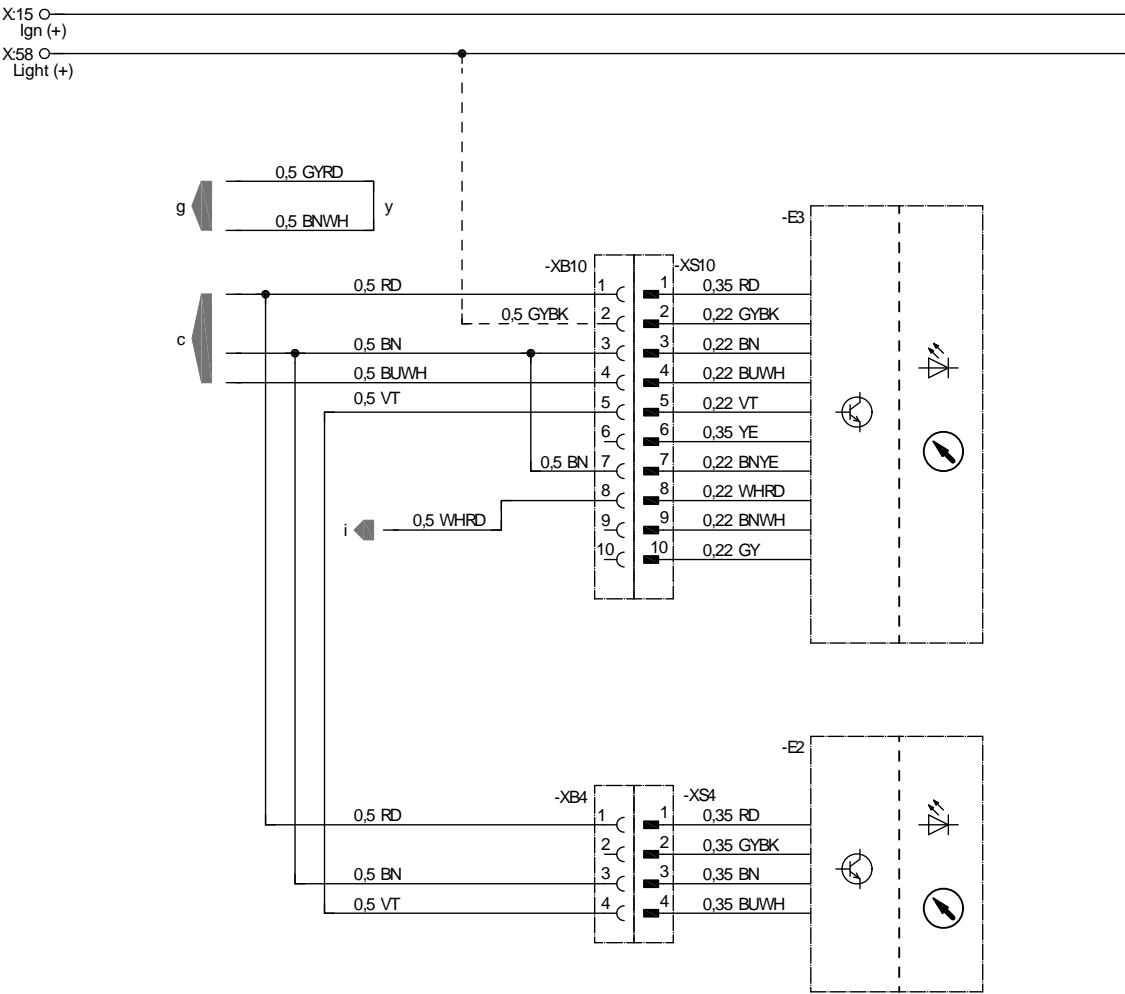 X:15
Ign (+)
X:58
Light (+)
0,5 GYRD
g
y
0,5 BNWH
-E3
-XB10
-XS10
0,5 RD
1
1
0,35 RD
0,5 GYBK
2
2
0,22 GYBK
c
0,5 BN
3
3
0,22 BN
0,5 BUWH
4
4
0,22 BUWH
0,5 VT
5
5
0,22 VT
6
6
0,35 YE
0,5 BN
7
7
0,22 BNYE
8
8
0,22 WHRD
i
0,5 WHRD
9
9
0,22 BNWH
10
10
0,22 GY
-E2
-XB4
-XS4
0,5 RD
1
1
0,35 RD
2
2
0,35 GYBK
0,5 BN
3
3
0,35 BN
0,5 VT
4
4
0,35 BUWH